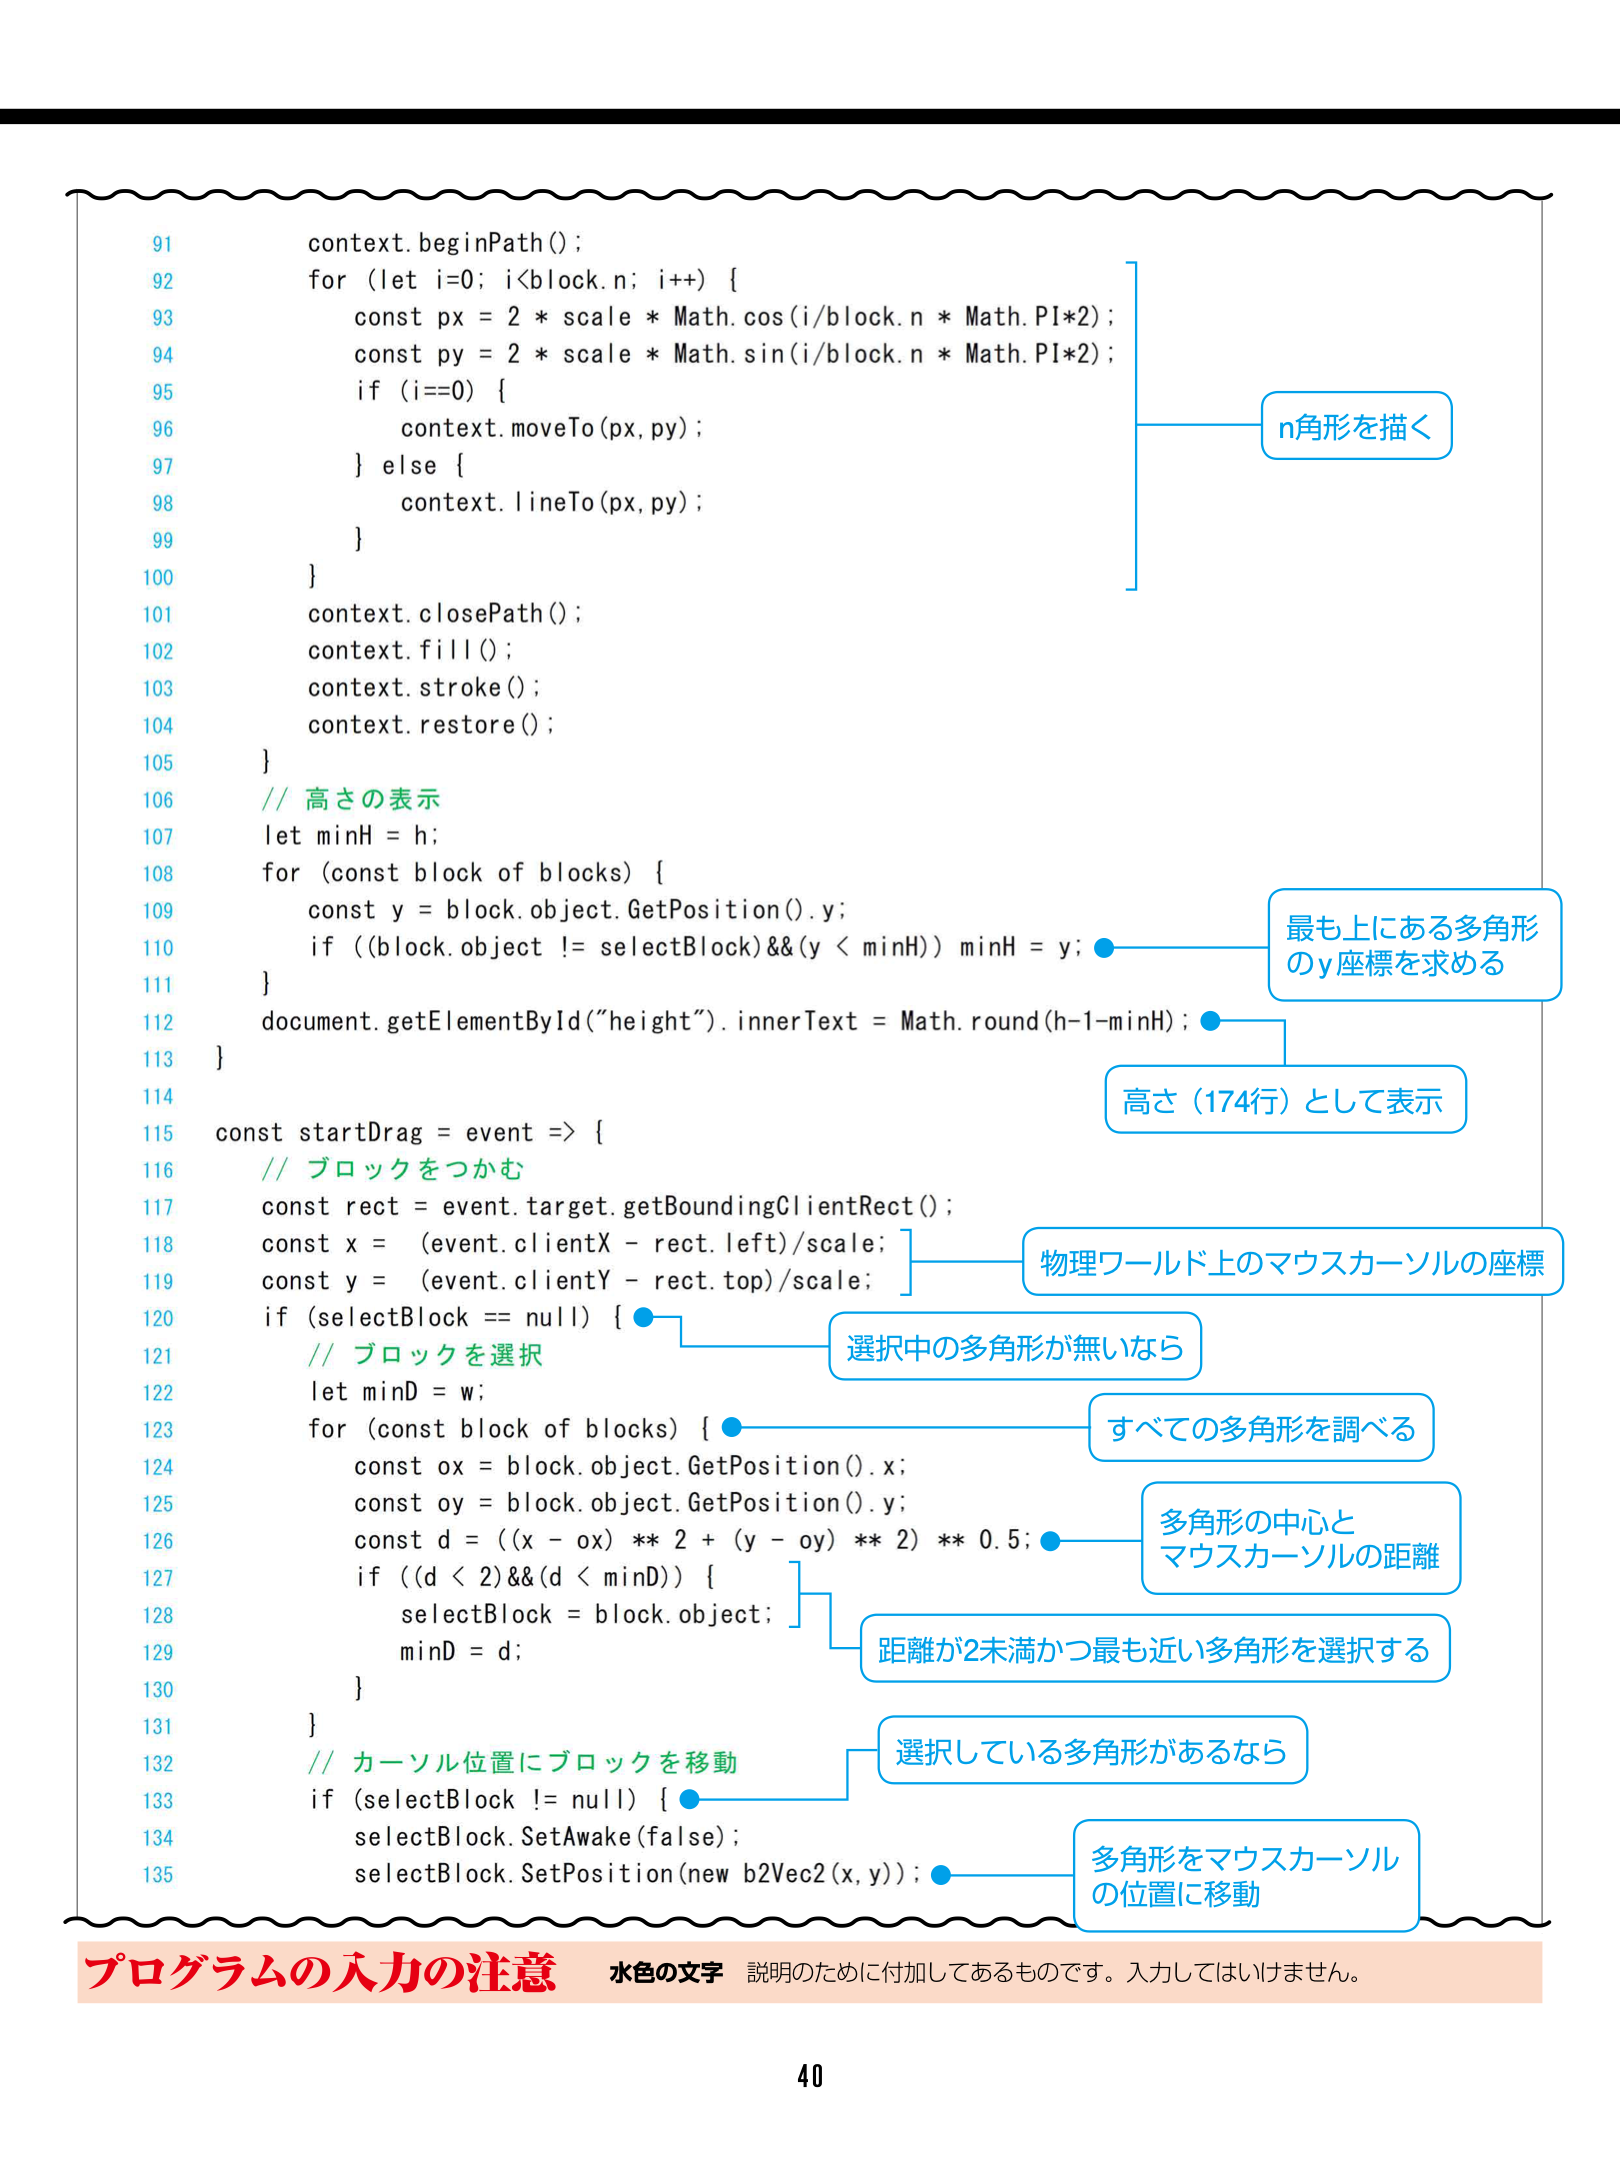 91 context.beginPath();
92 for (let i=0; i<block.n; i++) {
93 const px = 2 * scale * Math.cos(i/block.n * Math.PI*2);
94 const py = 2 * scale * Math.sin(i/block.n * Math.PI*2);
95 if (i==0) {
96 context.moveTo(px,py);
97 } else {
98 context.lineTo(px,py);
99 }
100 }
n角形を描く
101 context.closePath();
102 context.fill();
103 context.stroke();
104 context.restore();
105 }
106 // 高さの表示
107 let minH = h;
108 for (const block of blocks) {
109 const y = block.object.GetPosition().y;
110 if ((block.object != selectBlock)&&(y < minH)) minH = y;
最も上にある多角形
のy座標を求める
111 }
112 document.getElementById("height").innerText = Math.round(h-1-minH);
高さ（174行）として表示
113 }
114
115 const startDrag = event => {
116 // ブロックをつかむ
117 const rect = event.target.getBoundingClientRect();
118 const x =  (event.clientX - rect.left)/scale;
119 const y =  (event.clientY - rect.top)/scale;
物理ワールド上のマウスカーソルの座標
120 if (selectBlock == null) {
選択中の多角形が無いなら
121 // ブロックを選択
122 let minD = w;
123 for (const block of blocks) {
すべての多角形を調べる
124 const ox = block.object.GetPosition().x;
125 const oy = block.object.GetPosition().y;
126 const d = ((x - ox) ** 2 + (y - oy) ** 2) ** 0.5;
多角形の中心と
マウスカーソルの距離
127 if ((d < 2)&&(d < minD)) {
128 selectBlock = block.object;
129 minD = d;
距離が2未満かつ最も近い多角形を選択する
130 }
131 }
132 // カーソル位置にブロックを移動
133 if (selectBlock != null) {
選択している多角形があるなら
134 selectBlock.SetAwake(false);
135 selectBlock.SetPosition(new b2Vec2(x,y));
多角形をマウスカーソル
の位置に移動
プログラムの入力の注意 水色の文字 説明のために付加してあるものです。入力してはいけません。
40